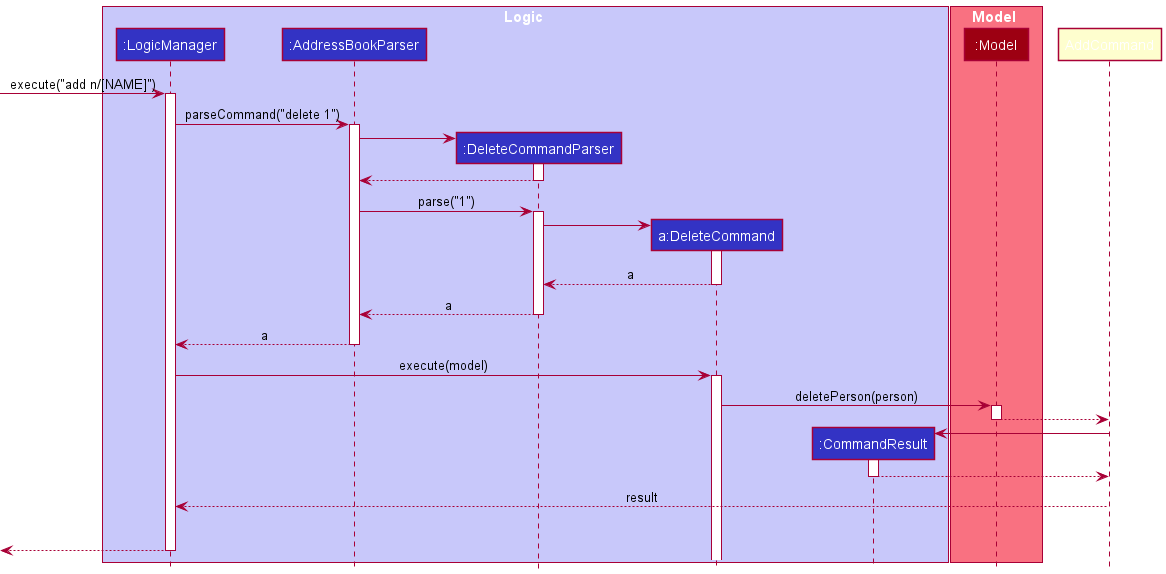 Logic
Model
:LogicManager
:AddressBookParser
:Model
AddCommand
execute("add n/[NAME]")
parseCommand("delete 1")
:DeleteCommandParser
parse("1")
a:DeleteCommand
a
a
a
execute(model)
deletePerson(person)
:CommandResult
result